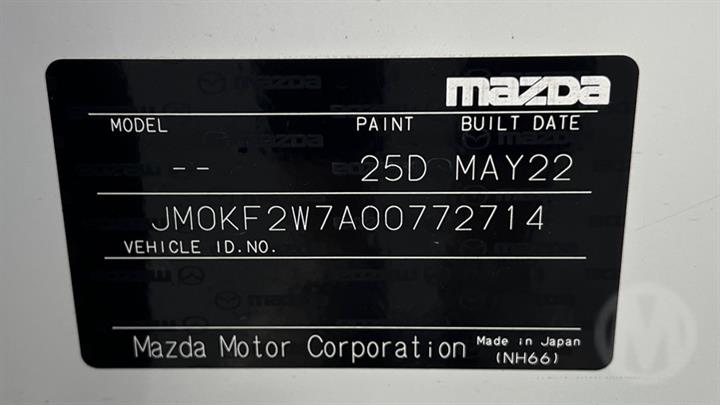 mazda
MODEL PAINT BUILT DATE
-- 25D MAY22
JM0KF2W7A00772714
VEHICLE ID.NO.
Mazda Motor Corporation Made in Japan
(NH66)